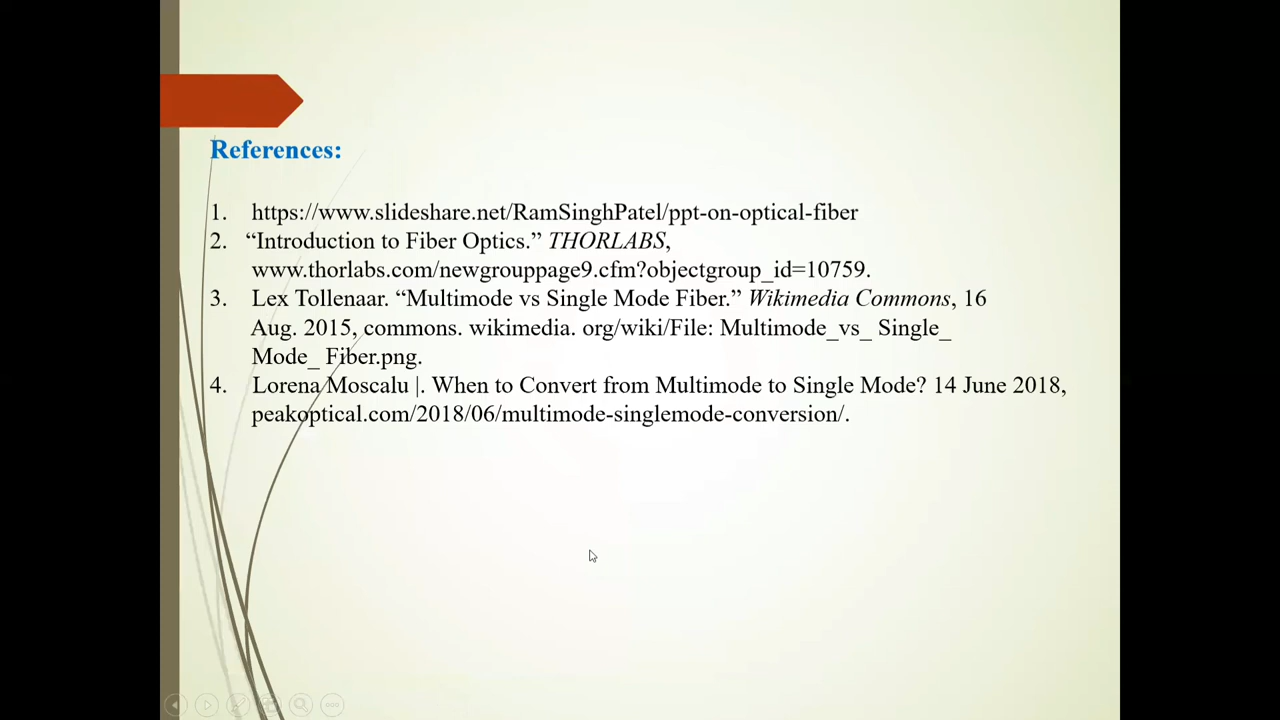 References:
1. https://www.slideshare.net/RamSinghPatel/ppt-on-optical-fiber
2. “Introduction to Fiber Optics.” THORLABS,
www.thorlabs.com/newgrouppage9.cfm?objectgroup_id=10759.
3. Lex Tollenaar. “Multimode vs Single Mode Fiber.” Wikimedia Commons, 16
Aug. 2015, commons. wikimedia. org/wiki/File: Multimode_vs_ Single_
Mode_ Fiber.png.
4. Lorena Moscalu |. When to Convert from Multimode to Single Mode? 14 June 2018,
peakoptical.com/2018/06/multimode-singlemode-conversion/.